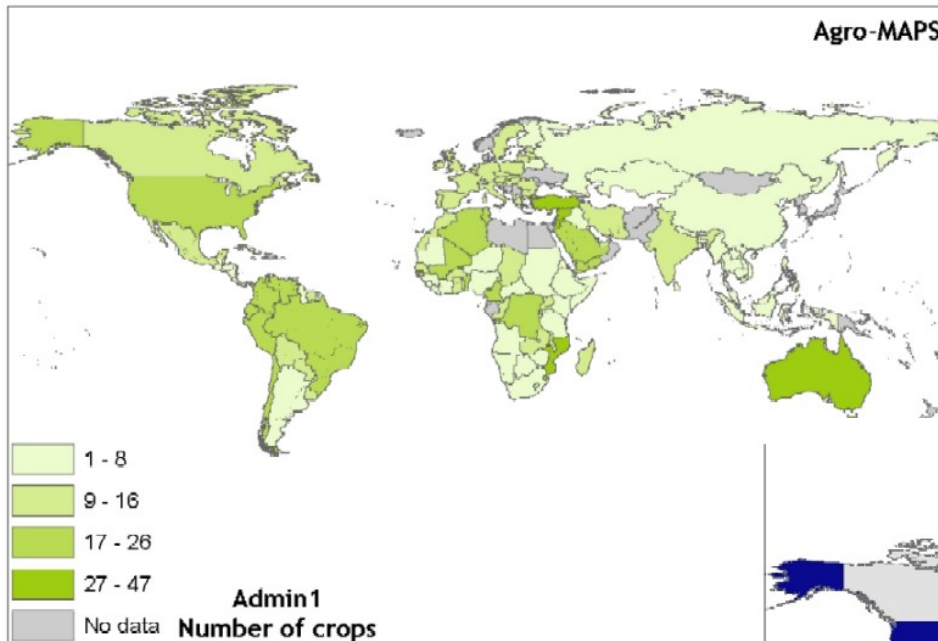 Agro-MAPS
1 - 8
9 - 16
17 - 26
27 - 47
No data
Admin1
Number of crops